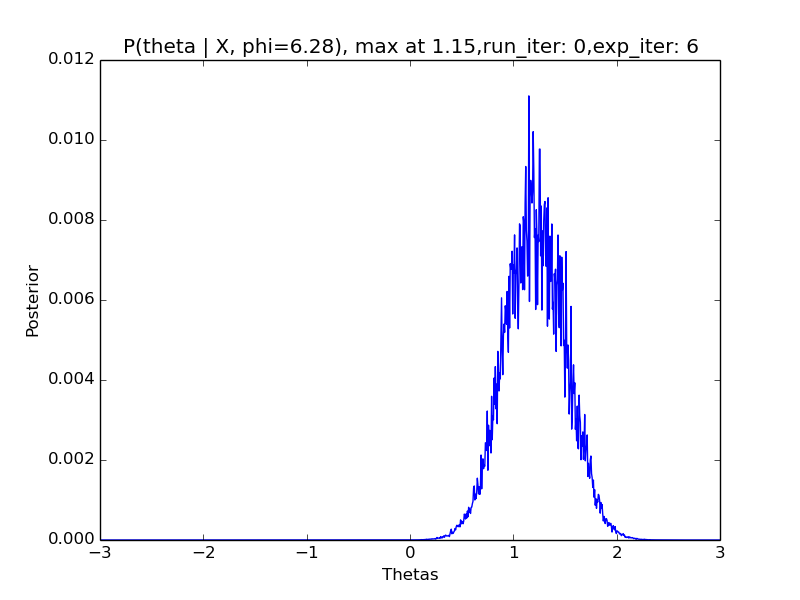 P(theta | X, phi=6.28), max at 1.15,run_iter: 0,exp_iter: 6
0.012
0.010
0.008
0.006
0.004
0.002
0.000
Posterior
−3 −2 −1 0 1 2 3
Thetas